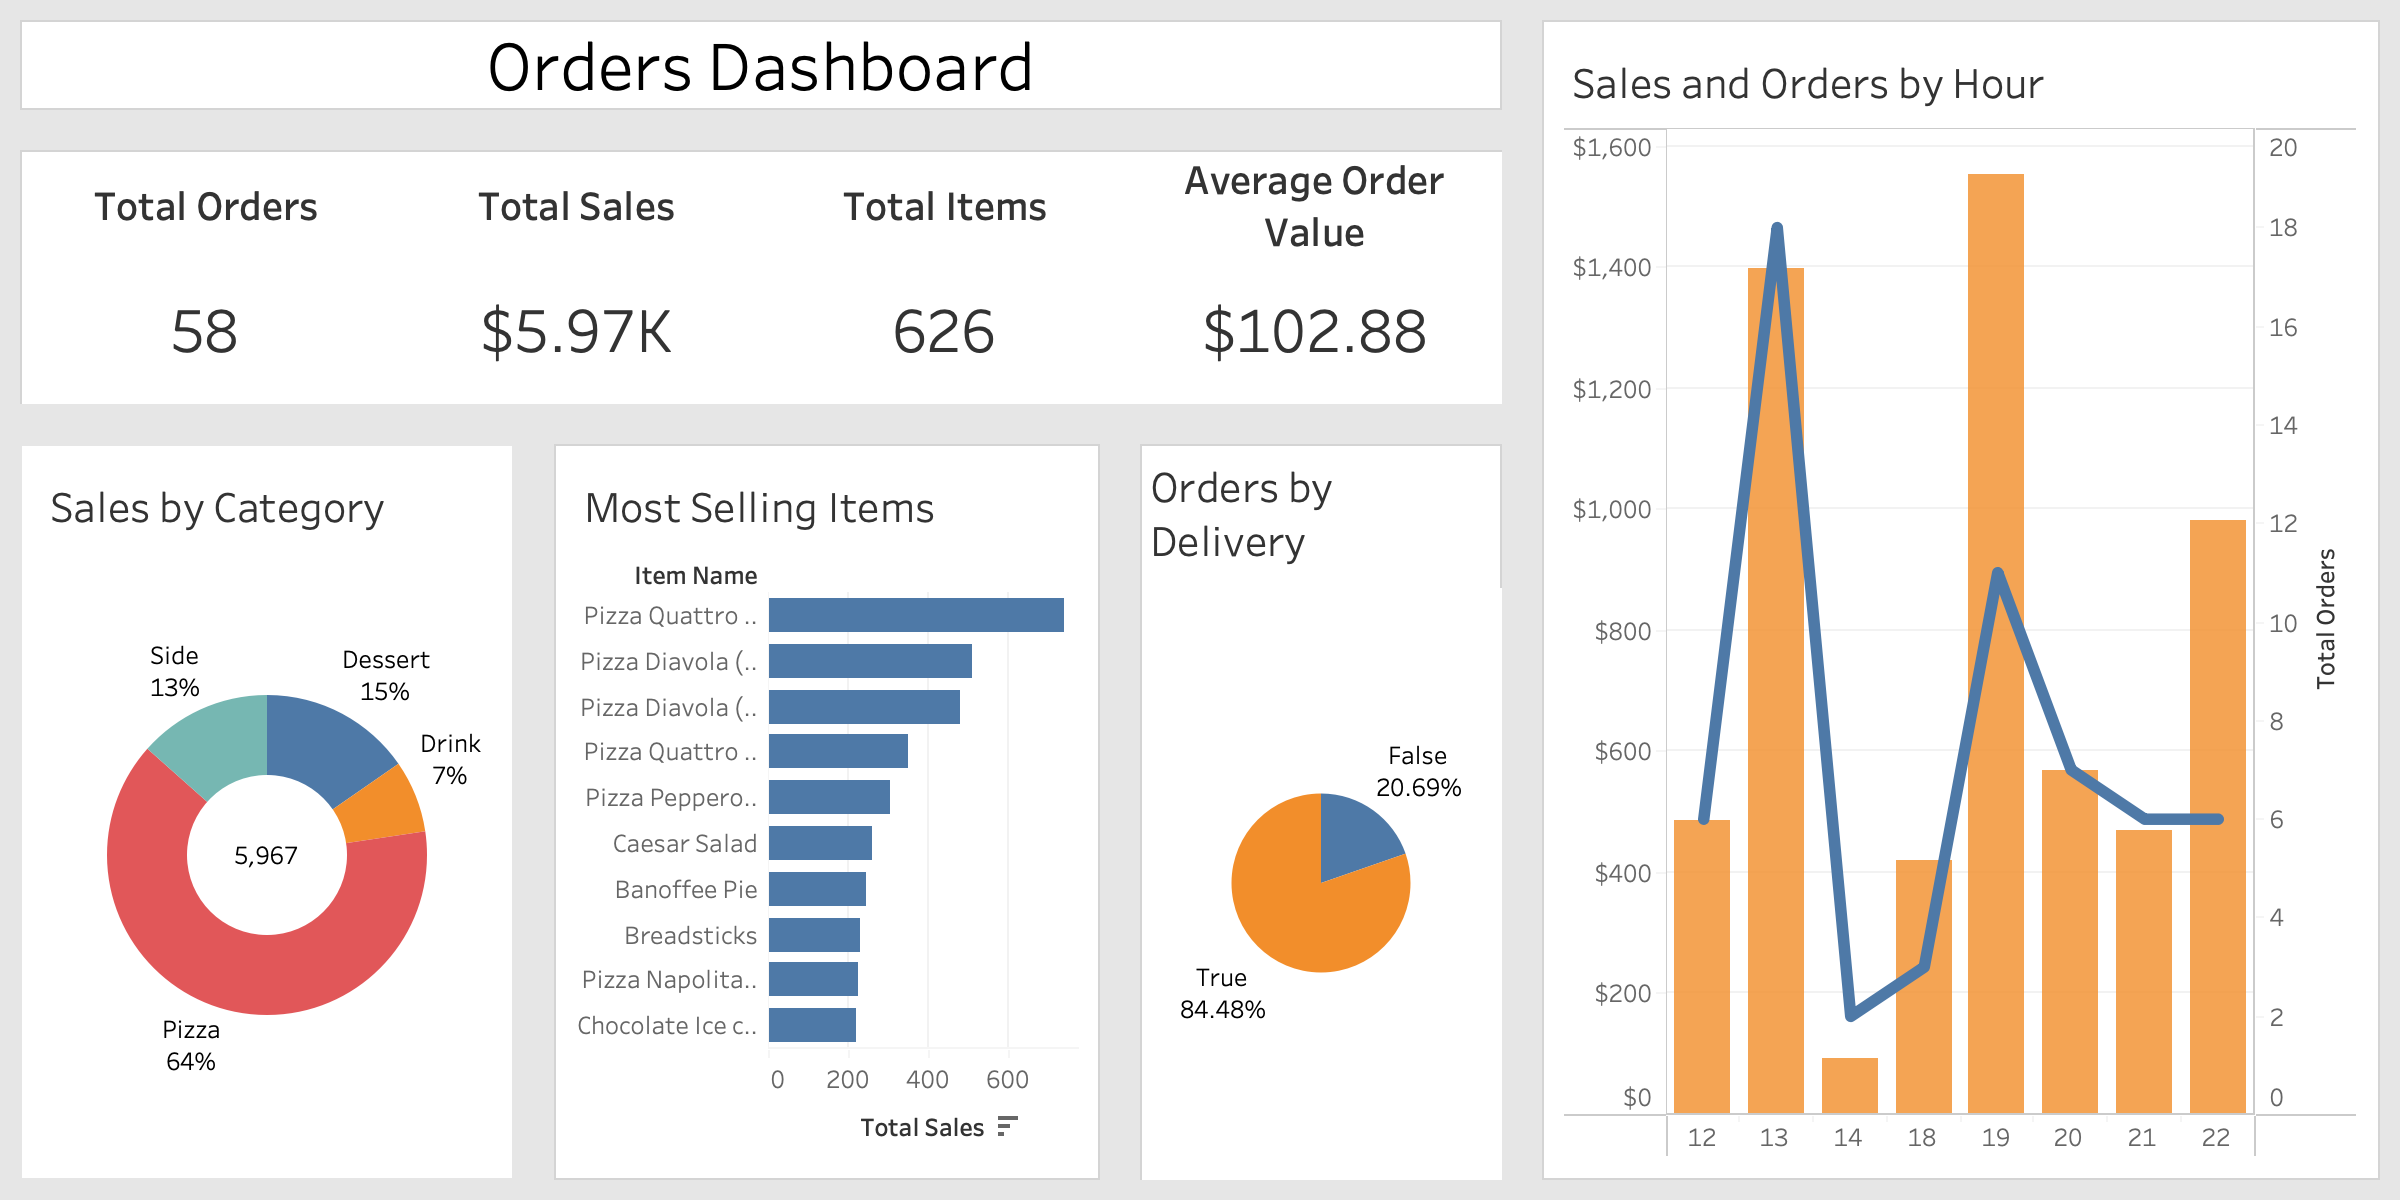 Orders Dashboard
Total Orders
58
Total Sales
$5.97K
Total Items
626
Average Order
Value
$102.88
Sales by Category
Side
13%
Dessert
15%
Drink
7%
5,967
Pizza
64%
Most Selling Items
Item Name
Pizza Quattro ..
Pizza Diavola (..
Pizza Diavola (..
Pizza Quattro ..
Pizza Peppero..
Caesar Salad
Banoffee Pie
Breadsticks
Pizza Napolita..
Chocolate Ice c..
0 200 400 600
Total Sales
Orders by
Delivery
False
20.69%
True
84.48%
Sales and Orders by Hour
$1,600
$1,400
$1,200
$1,000
$800
$600
$400
$200
$0
20
18
16
14
12
10
8
6
4
2
0
Total Orders
12 13 14 18 19 20 21 22